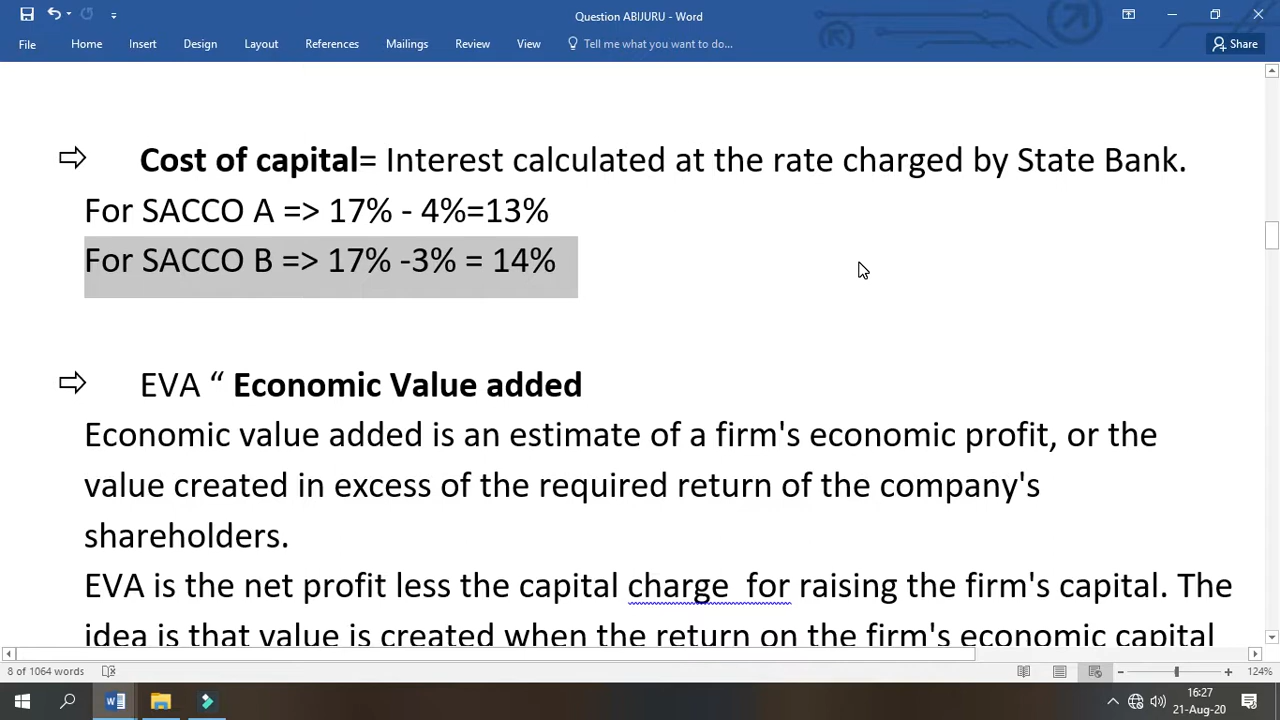 Question ABIJURU - Word
File Home Insert Design Layout References Mailings Review View Tell me what you want to do... Share
Cost of capital= Interest calculated at the rate charged by State Bank.
For SACCO A => 17% - 4%=13%
For SACCO B => 17% -3% = 14%
EVA “ Economic Value added
Economic value added is an estimate of a firm's economic profit, or the
value created in excess of the required return of the company's
shareholders.
EVA is the net profit less the capital charge  for raising the firm's capital. The
idea is that value is created when the return on the firm's economic capital
8 of 1064 words 124%
16:27
21-Aug-20